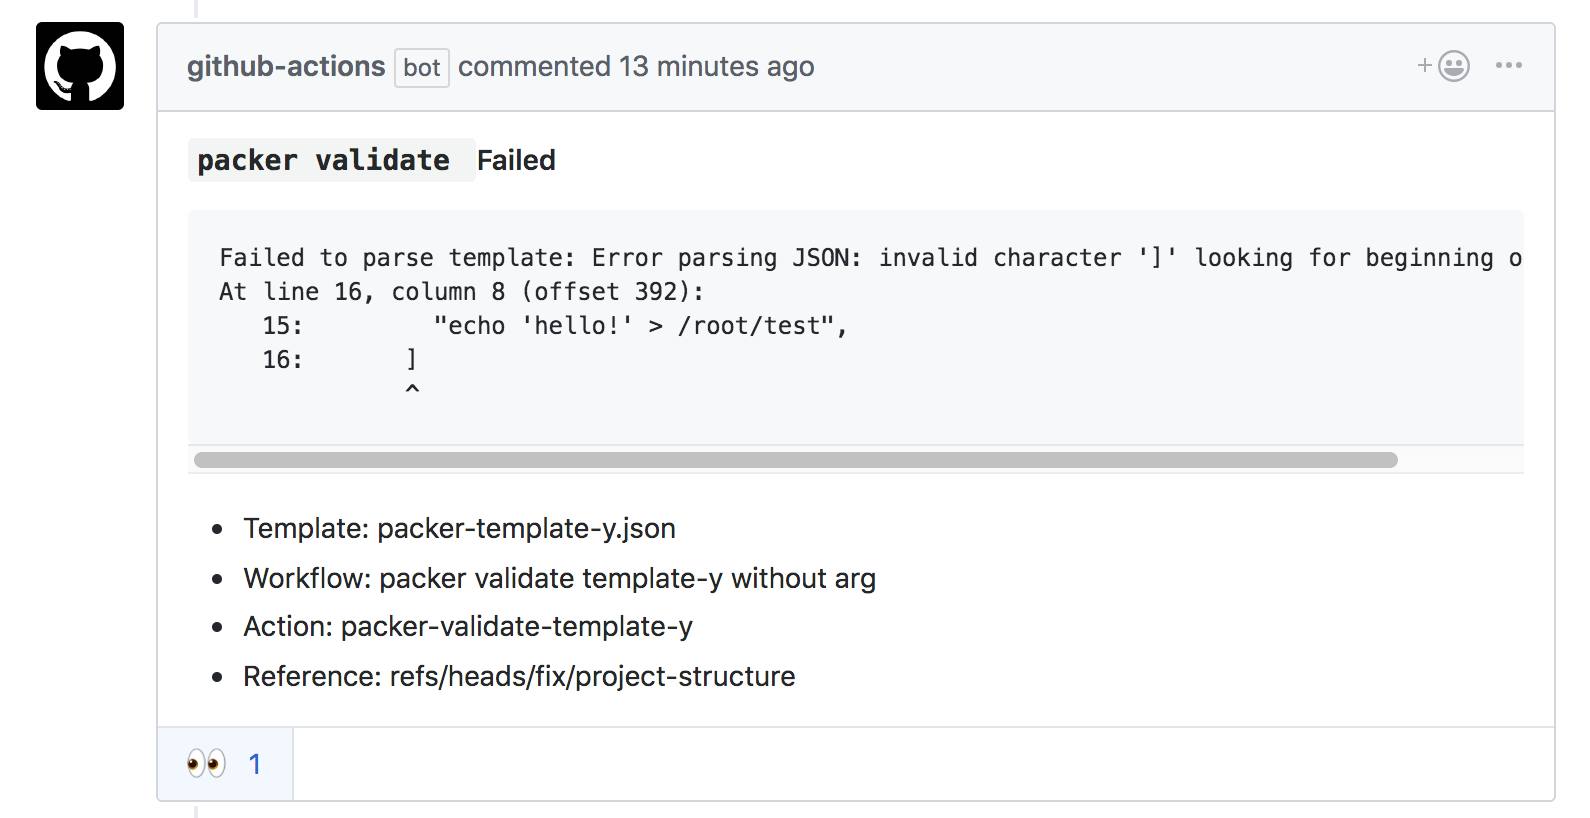 github-actions bot commented 13 minutes ago
packer validate Failed
Failed to parse template: Error parsing JSON: invalid character ']' looking for beginning o
At line 16, column 8 (offset 392):
   15:         "echo 'hello!' > /root/test",
   16:       ]
             ^
Template: packer-template-y.json
Workflow: packer validate template-y without arg
Action: packer-validate-template-y
Reference: refs/heads/fix/project-structure
1